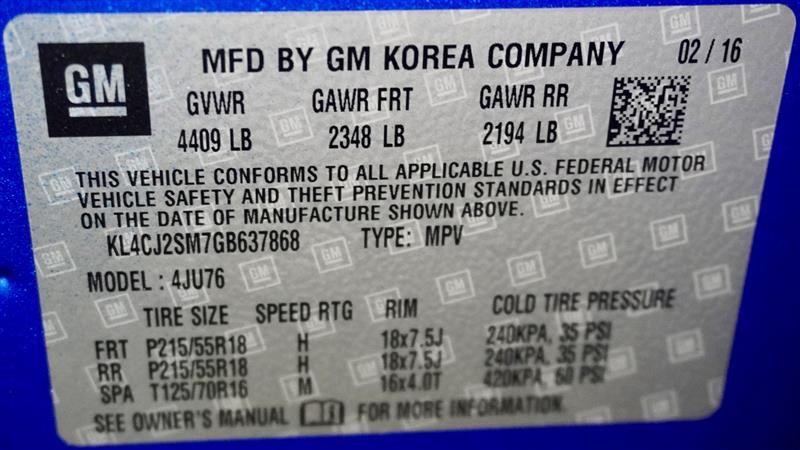 GM MFD BY GM KOREA COMPANY 02 / 16
GVWR GAWR FRT GAWR RR
4409 LB 2348 LB 2194 LB
THIS VEHICLE CONFORMS TO ALL APPLICABLE U.S. FEDERAL MOTOR
VEHICLE SAFETY AND THEFT PREVENTION STANDARDS IN EFFECT
ON THE DATE OF MANUFACTURE SHOWN ABOVE.
KL4CJ2SM7GB637868 TYPE: MPV
MODEL : 4JU76
TIRE SIZE SPEED RTG RIM COLD TIRE PRESSURE
FRT P215/55R18 H 18x7.5J 240KPA, 35 PSI
RR P215/55R18 H 18x7.5J 240KPA, 35 PSI
SPA T125/70R16 M 16x4.0T 420KPA, 60 PSI
SEE OWNER'S MANUAL FOR MORE INFORMATION.